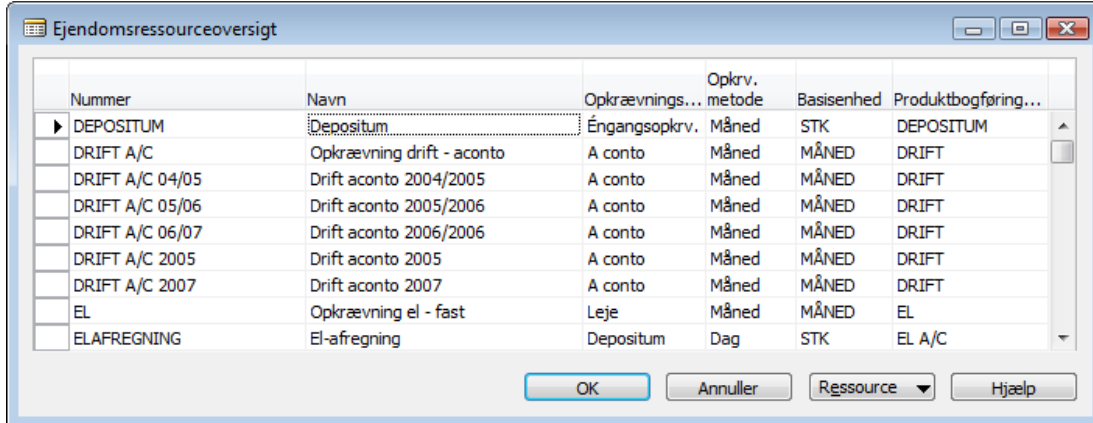 Ejendomsressourceoversigt
Opkrv.
Nummer Navn Opkrævnings... metode Basisenhed Produktbogføring...
DEPOSITUM Depositum Éngangsopkrv. Måned STK DEPOSITUM
DRIFT A/C Opkrævning drift - aconto A conto Måned MÅNED DRIFT
DRIFT A/C 04/05 Drift aconto 2004/2005 A conto Måned MÅNED DRIFT
DRIFT A/C 05/06 Drift aconto 2005/2006 A conto Måned MÅNED DRIFT
DRIFT A/C 06/07 Drift aconto 2006/2006 A conto Måned MÅNED DRIFT
DRIFT A/C 2005 Drift aconto 2005 A conto Måned MÅNED DRIFT
DRIFT A/C 2007 Drift aconto 2007 A conto Måned MÅNED DRIFT
EL Opkrævning el - fast Leje Måned MÅNED EL
ELAFREGNING El-afregning Depositum Dag STK EL A/C
OK Annuller Ressource Hjælp